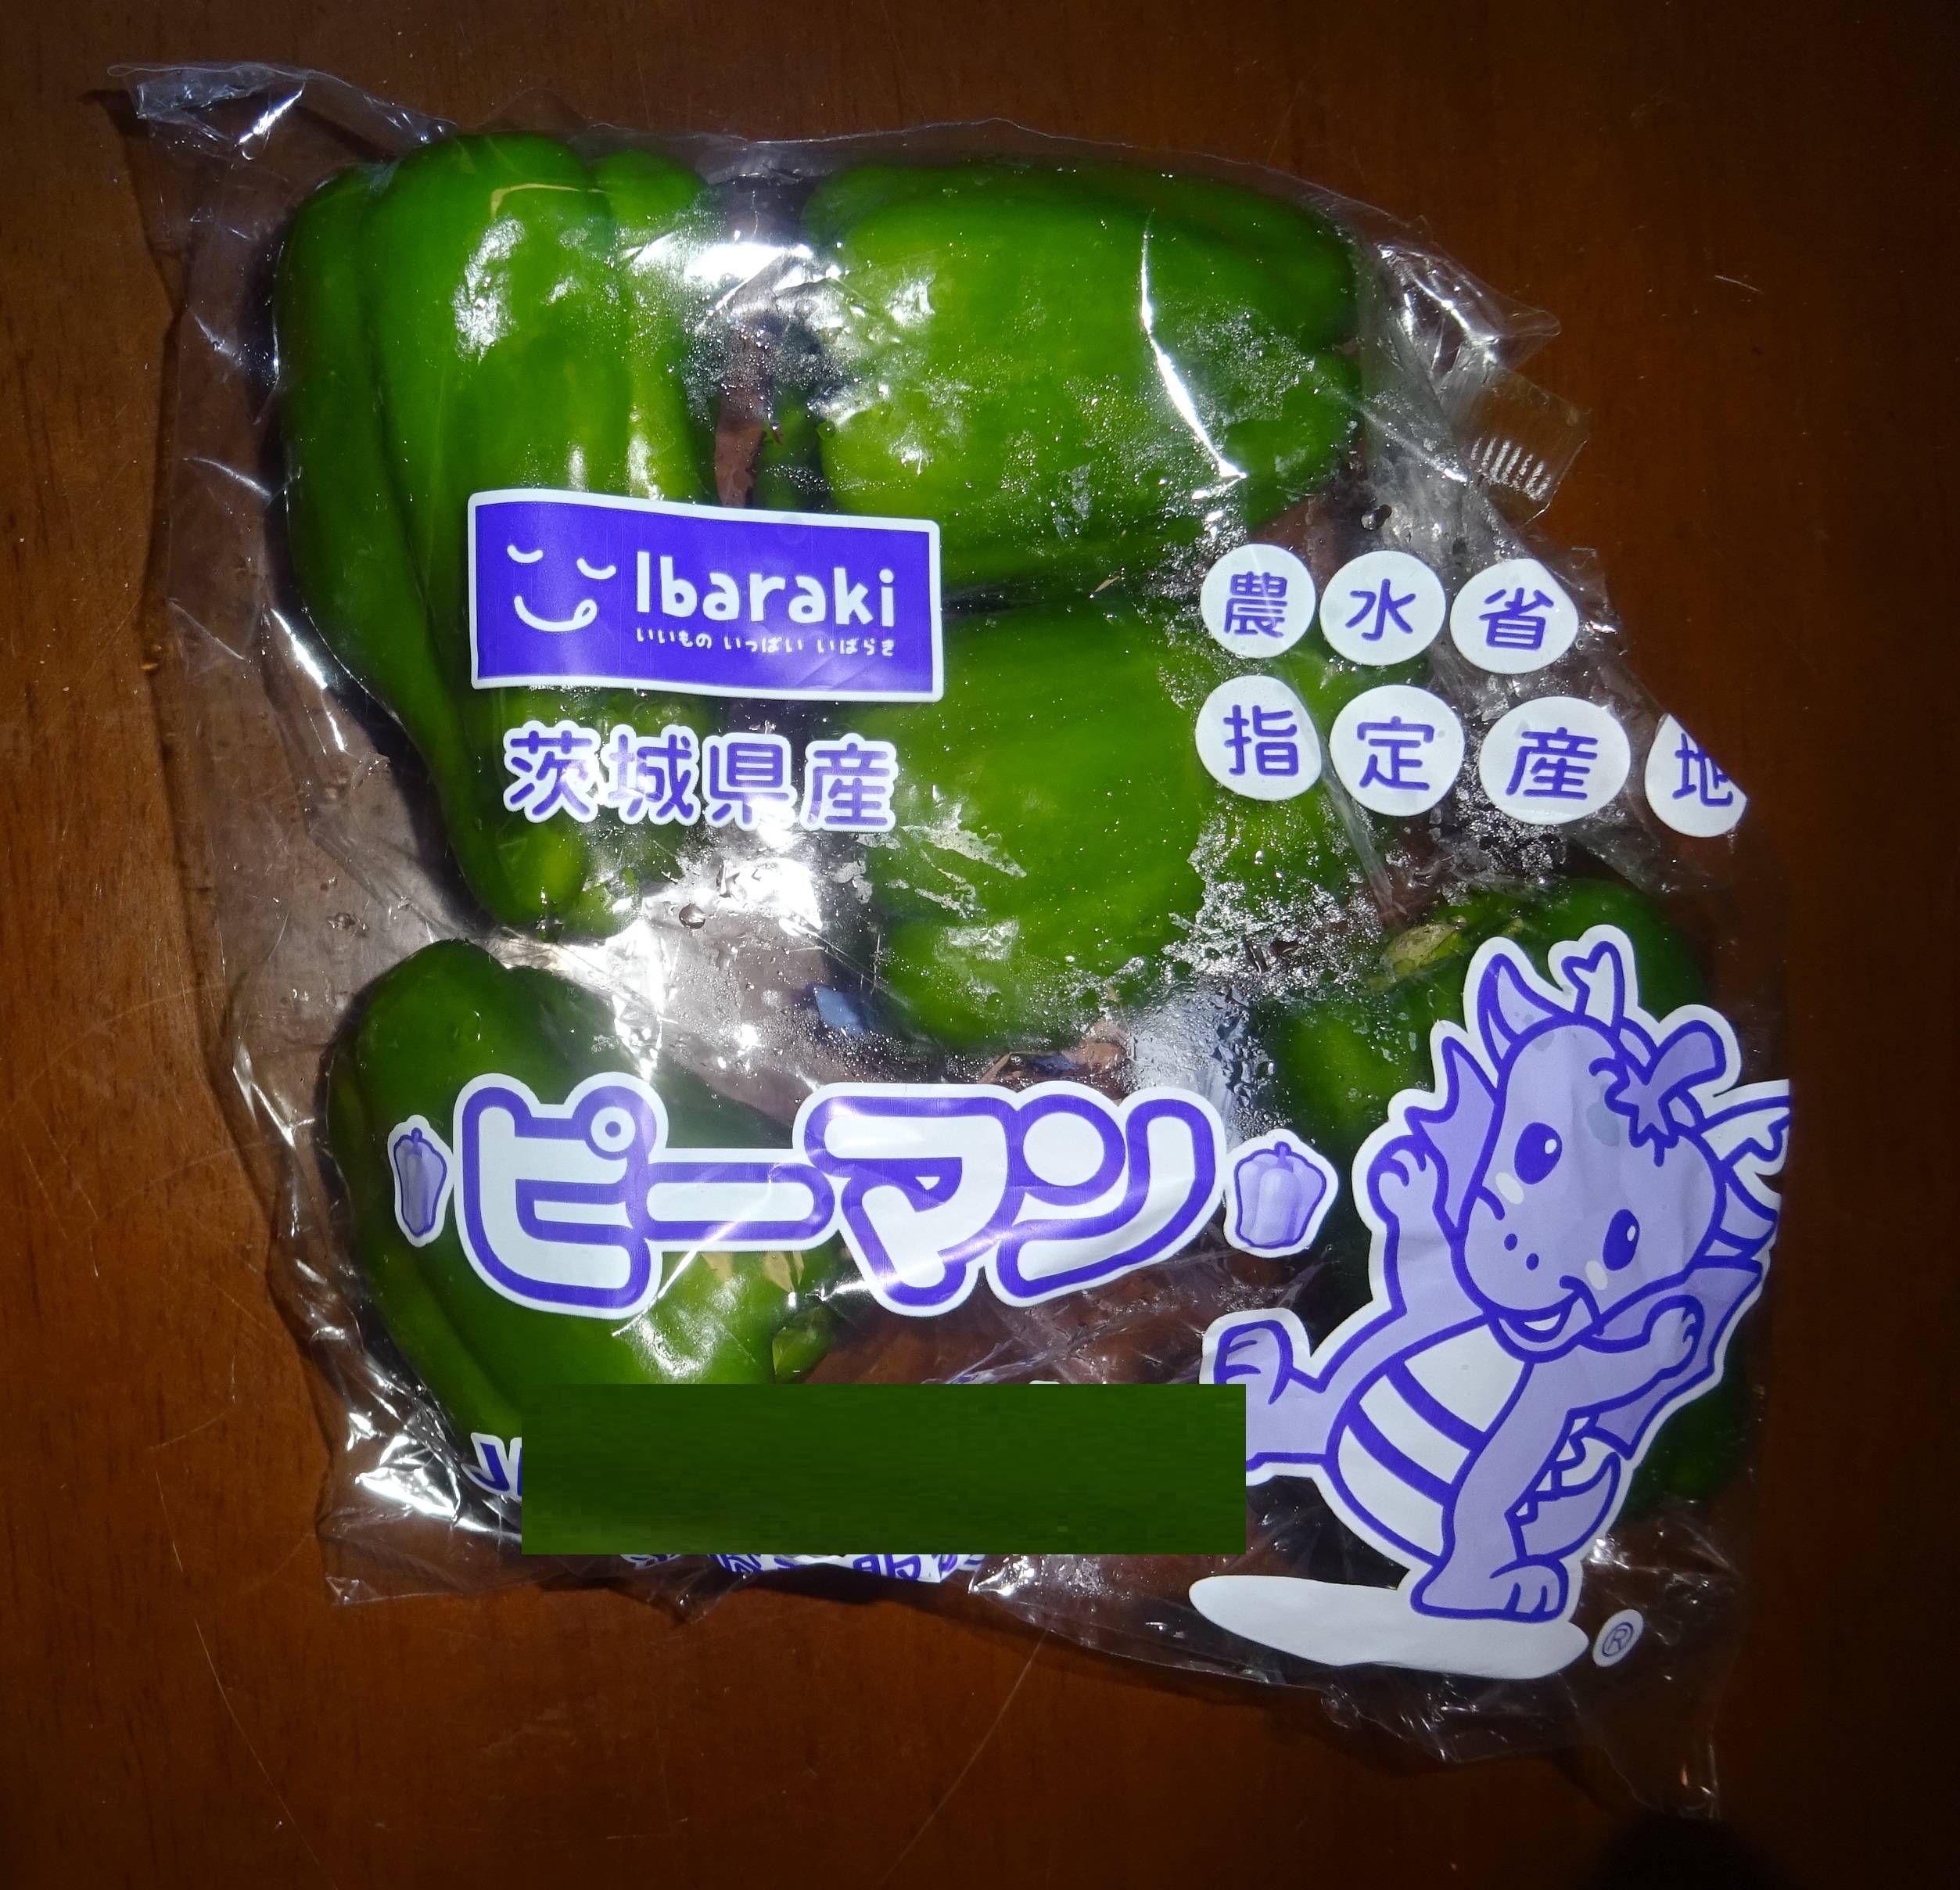 Ibaraki
いいもの いっぱい いばらき
茨城県産
農水省
指定産地
ピーマン
®